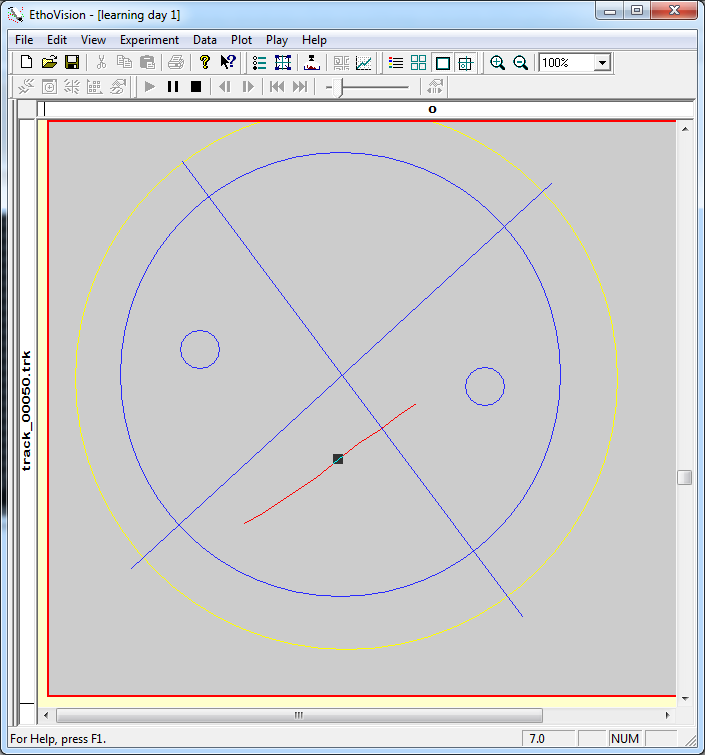 EthoVision - [learning day 1]
File Edit View Experiment Data Plot Play Help
100%
o
track_00050.trk
For Help, press F1.
7.0
NUM